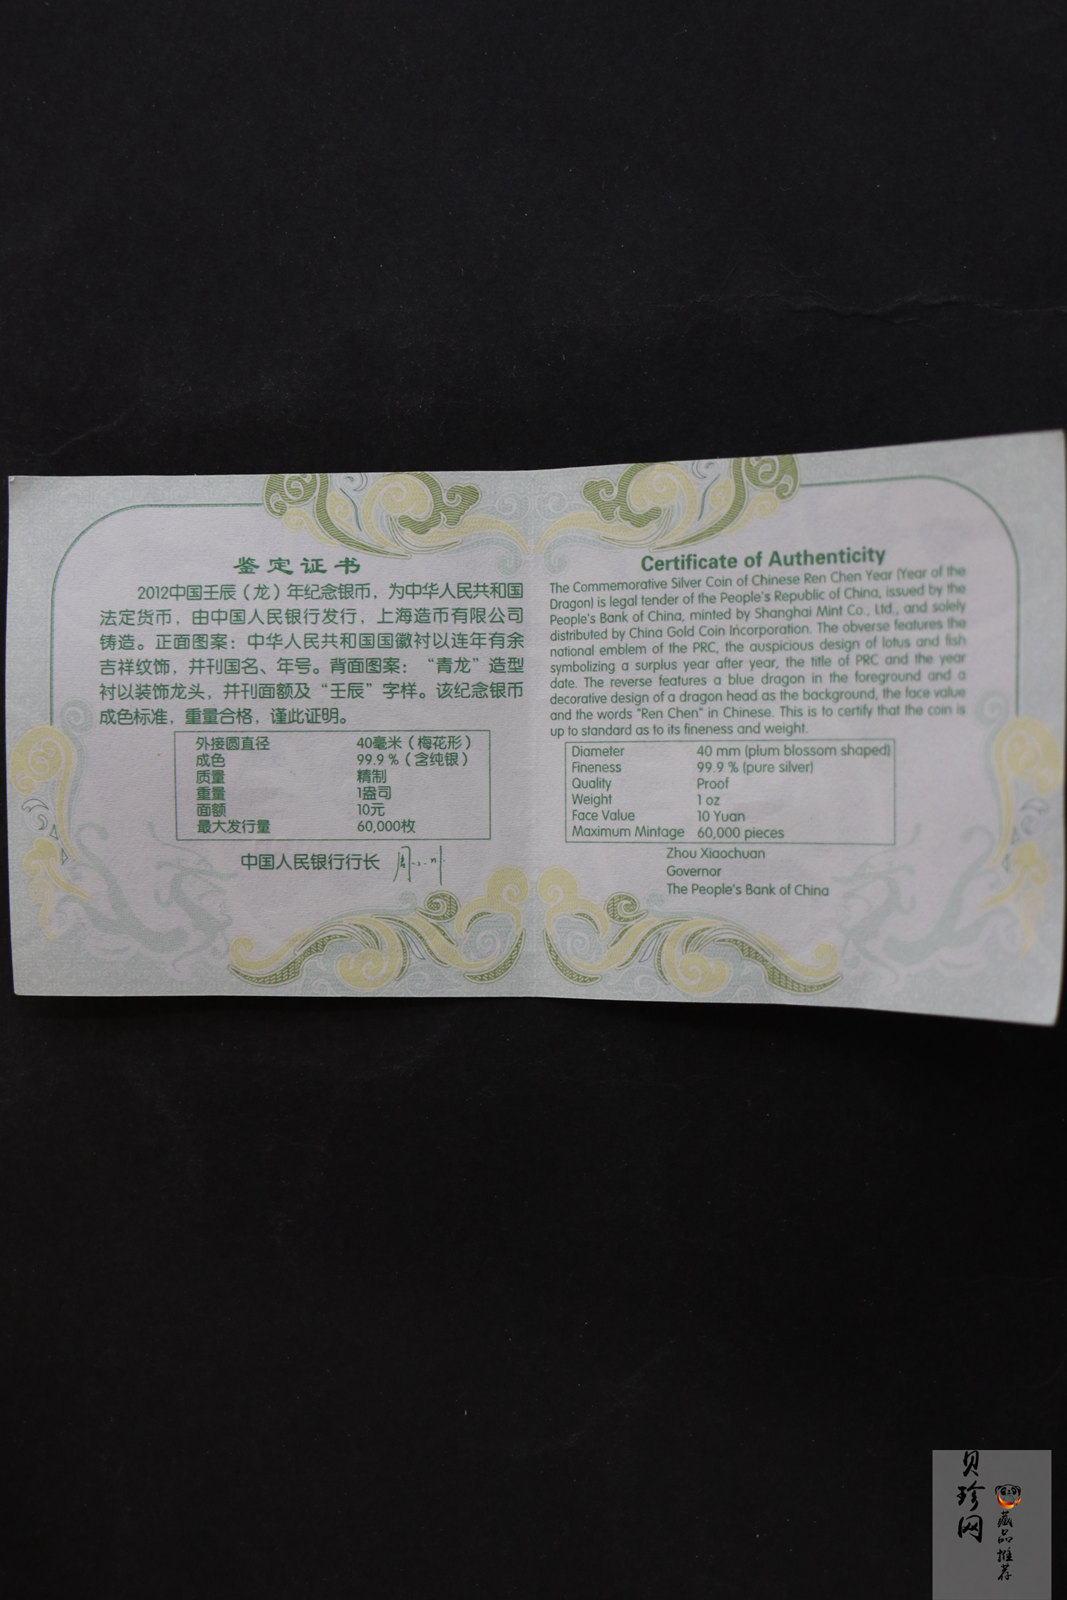 鉴定证书
2012中国壬辰（龙）年纪念银币，为中华人民共和国
法定货币，由中国人民银行发行，上海造币有限公司
铸造。正面图案：中华人民共和国国徽衬以连年有余
吉祥纹饰，并刊国名、年号。背面图案：“青龙”造型
衬以装饰龙头，并刊面额及“壬辰”字样。该纪念银币
成色标准，重量合格，谨此证明。
外接圆直径 40毫米（梅花形）
成色 99.9％（含纯银）
质量 精制
重量 1盎司
面额 10元
最大发行量 60,000枚
中国人民银行行长
Certificate of Authenticity
The Commemorative Silver Coin of Chinese Ren Chen Year (Year of the
Dragon) is legal tender of the People's Republic of China, issued by the
People's Bank of China, minted by Shanghai Mint Co., Ltd., and solely
distributed by China Gold Coin Incorporation. The obverse features the
national emblem of the PRC, the auspicious design of lotus and fish
symbolizing a surplus year after year, the title of PRC and the year
date. The reverse features a blue dragon in the foreground and a
decorative design of a dragon head as the background, the face value
and the words "Ren Chen" in Chinese. This is to certify that the coin is
up to standard as to its fineness and weight.
Diameter 40 mm (plum blossom shaped)
Fineness 99.9 % (pure silver)
Quality Proof
Weight 1 oz
Face Value 10 Yuan
Maximum Mintage 60,000 pieces
Zhou Xiaochuan
Governor
The People's Bank of China
贝珍网
藏品推荐